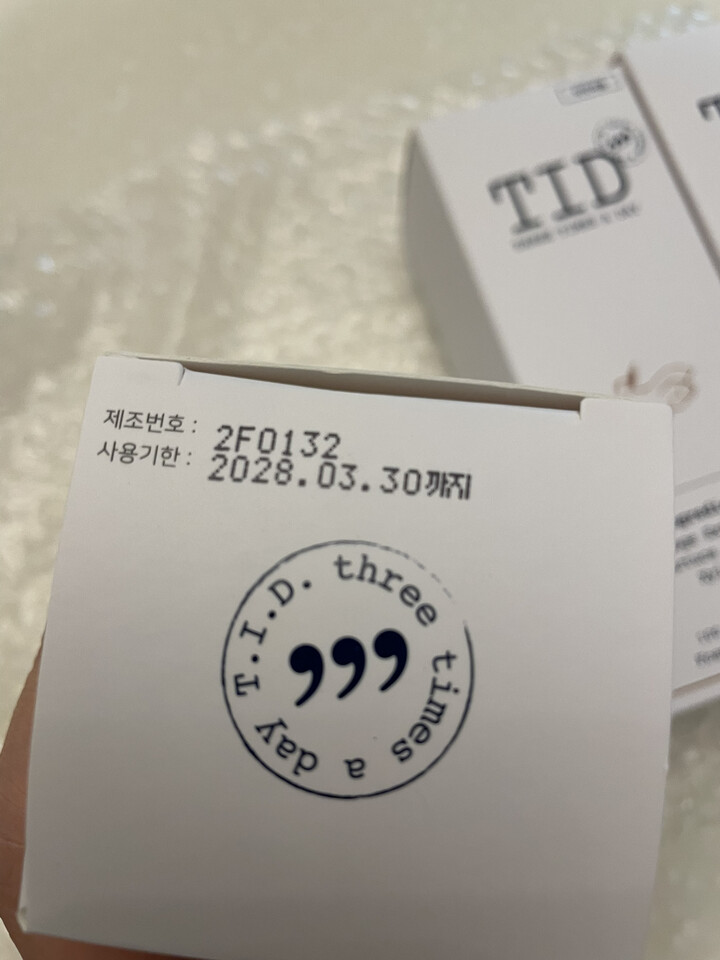 TID
제조번호 : 2F0132
사용기한 : 2028.03.30까지
T.I.D. three times a day